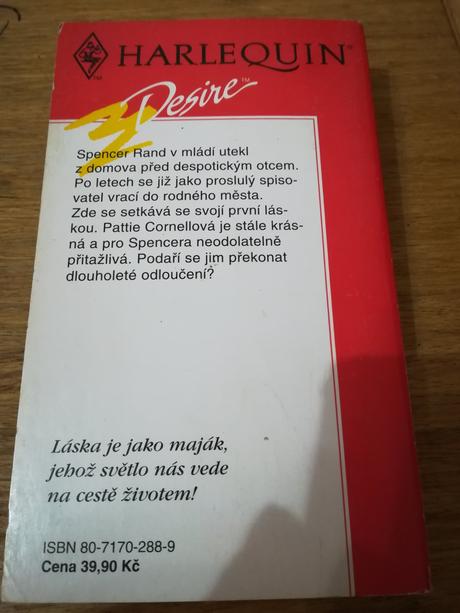 HARLEQUIN®
TM
Desire™
3
Spencer Rand v mládí utekl
z domova před despotickým otcem.
Po letech se již jako proslulý spiso-
vatel vrací do rodného města.
Zde se setkává se svojí první lás-
kou. Pattie Cornellová je stále krás-
ná a pro Spencera neodolatelně
přitažlivá. Podaří se jim překonat
dlouholeté odloučení?
Láska je jako maják,
jehož světlo nás vede
na cestě životem!
ISBN 80-7170-288-9
Cena 39,90 Kč